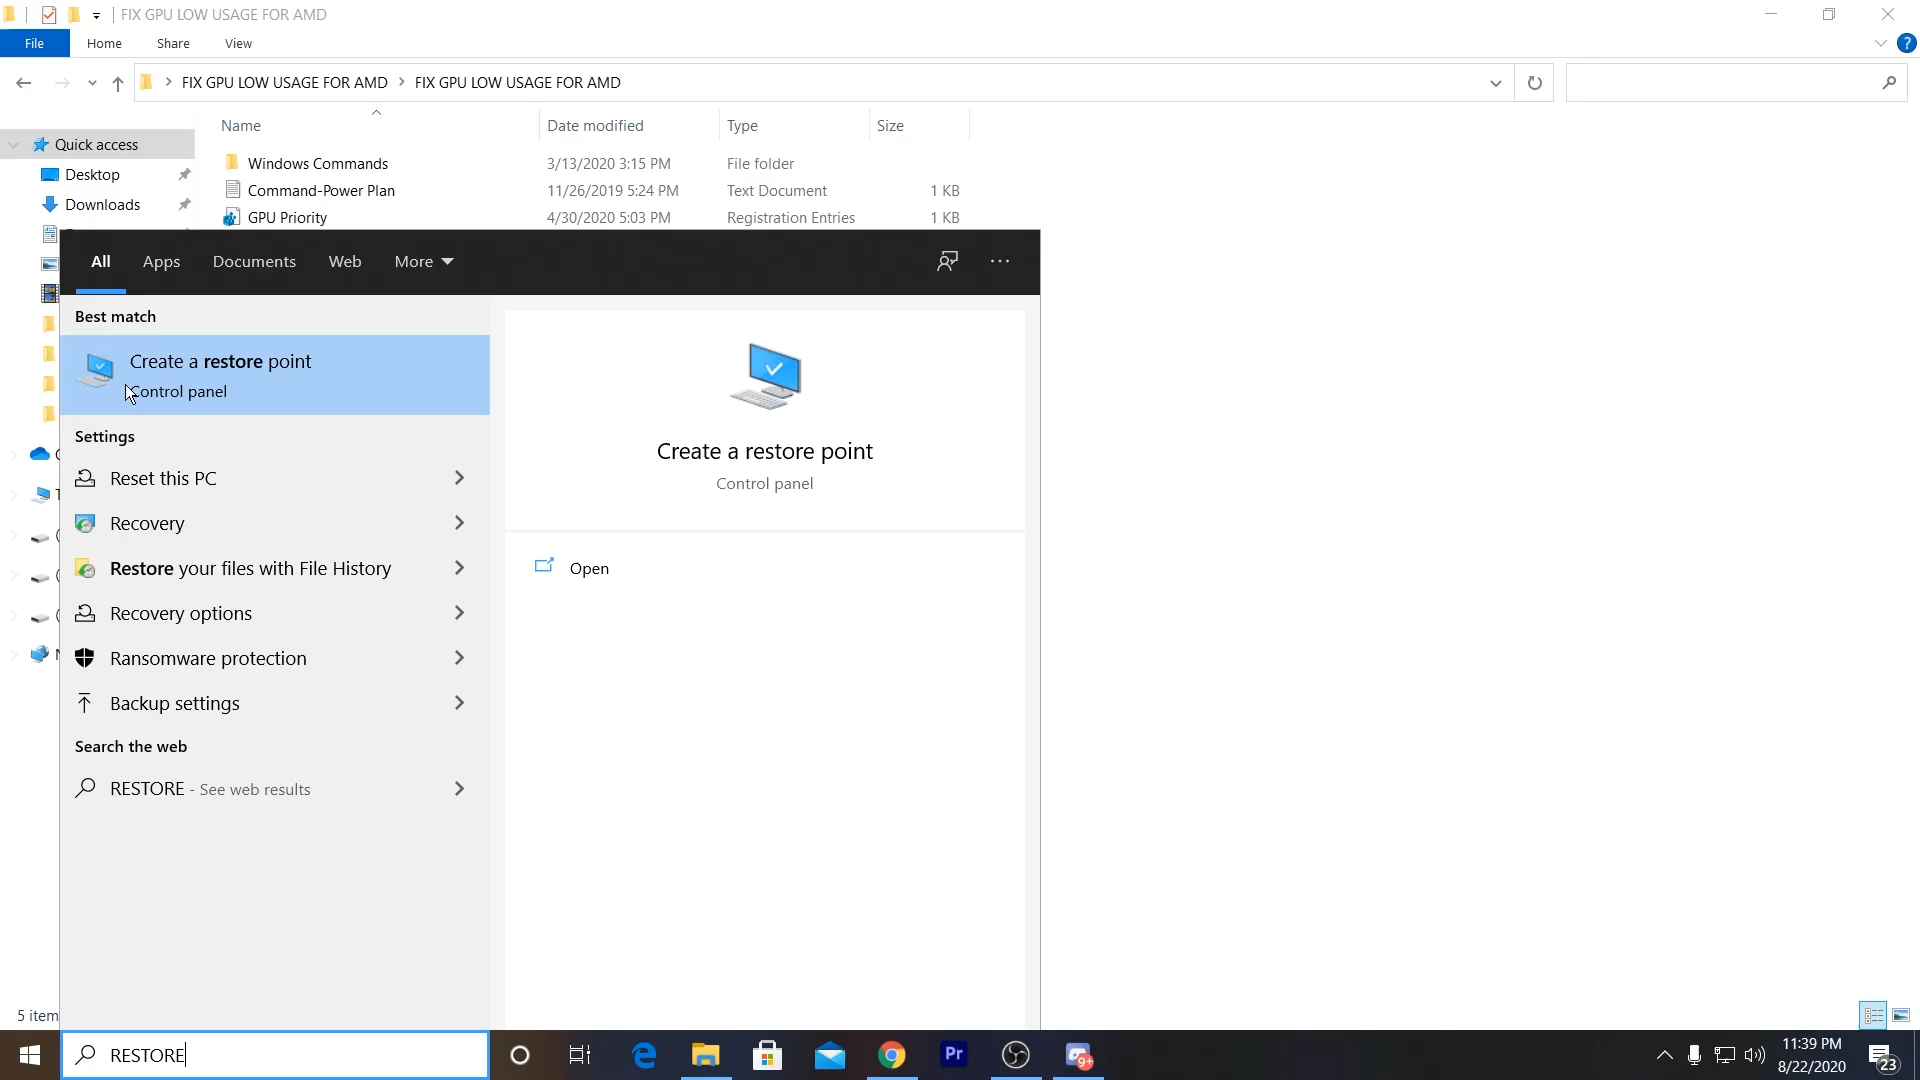 FIX GPU LOW USAGE FOR AMD
File Home Share View
FIX GPU LOW USAGE FOR AMD FIX GPU LOW USAGE FOR AMD
Name Date modified Type Size
Quick access
Desktop
Downloads
Windows Commands 3/13/2020 3:15 PM File folder
Command-Power Plan 11/26/2019 5:24 PM Text Document 1 KB
GPU Priority 4/30/2020 5:03 PM Registration Entries 1 KB
All Apps Documents Web More
Best match
Create a restore point
Control panel
Settings
Reset this PC
Recovery
Restore your files with File History
Recovery options
Ransomware protection
Backup settings
Search the web
RESTORE - See web results
Create a restore point
Control panel
Open
5 item
RESTORE
Pr
9+
11:39 PM
8/22/2020
23